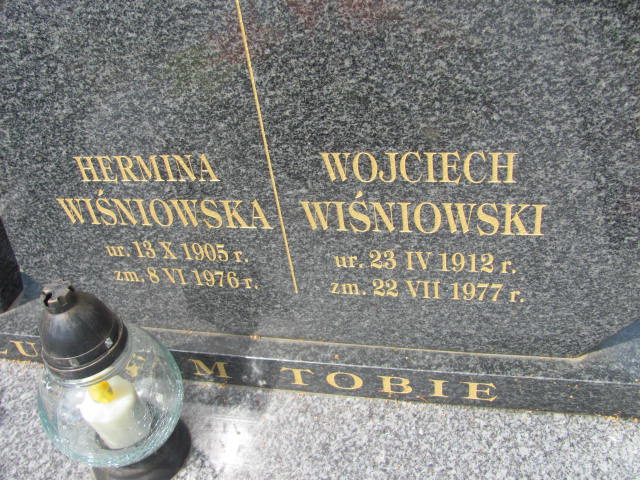 HERMINA
WIŚNIOWSKA
ur. 13 X 1905 r.
zm. 8 VI 1976 r.
WOJCIECH
WIŚNIOWSKI
ur. 23 IV 1912 r.
zm. 22 VII 1977 r.
TOBIE